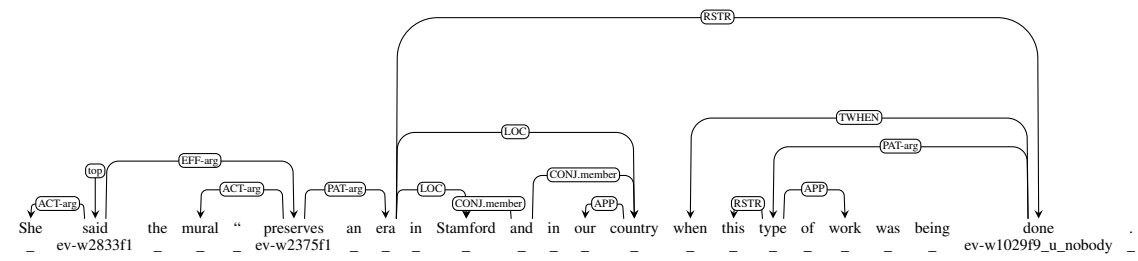 RSTR
TWHEN
LOC
PAT-arg
EFF-arg
top
CONJ.member
ACT-arg PAT-arg LOC
ACT-arg CONJ.member APP RSTR APP
She said the mural “ preserves an era in Stamford and in our country when this type of work was being done .
_ ev-w2833f1 _ _ _ ev-w2375f1 _ _ _ _ _ _ _ _ _ _ _ _ _ _ _ ev-w1029f9_u_nobody _